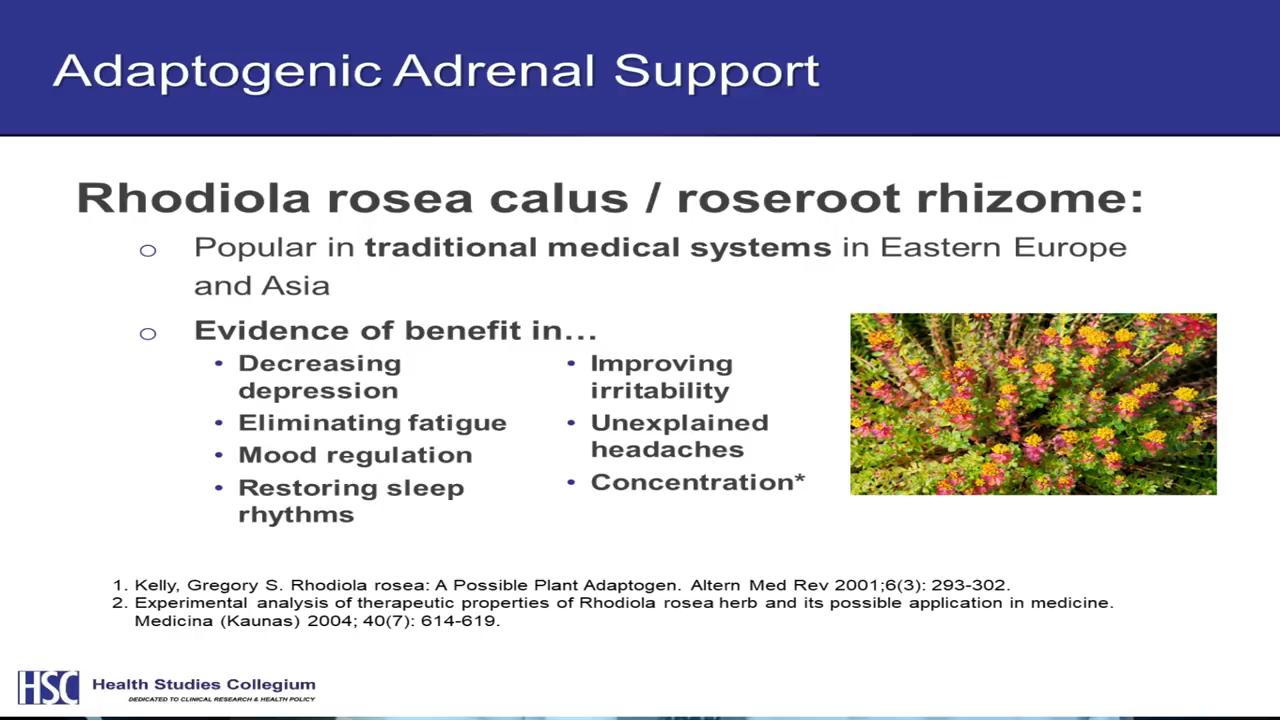 Adaptogenic Adrenal Support
Rhodiola rosea calus / roseroot rhizome:
o Popular in traditional medical systems in Eastern Europe
and Asia
o Evidence of benefit in…
• Decreasing
depression
• Eliminating fatigue
• Mood regulation
• Restoring sleep
rhythms
• Improving
irritability
• Unexplained
headaches
• Concentration*
1. Kelly, Gregory S. Rhodiola rosea: A Possible Plant Adaptogen. Altern Med Rev 2001;6(3): 293-302.
2. Experimental analysis of therapeutic properties of Rhodiola rosea herb and its possible application in medicine.
Medicina (Kaunas) 2004; 40(7): 614-619.
HSC Health Studies Collegium
DEDICATED TO CLINICAL RESEARCH & HEALTH POLICY